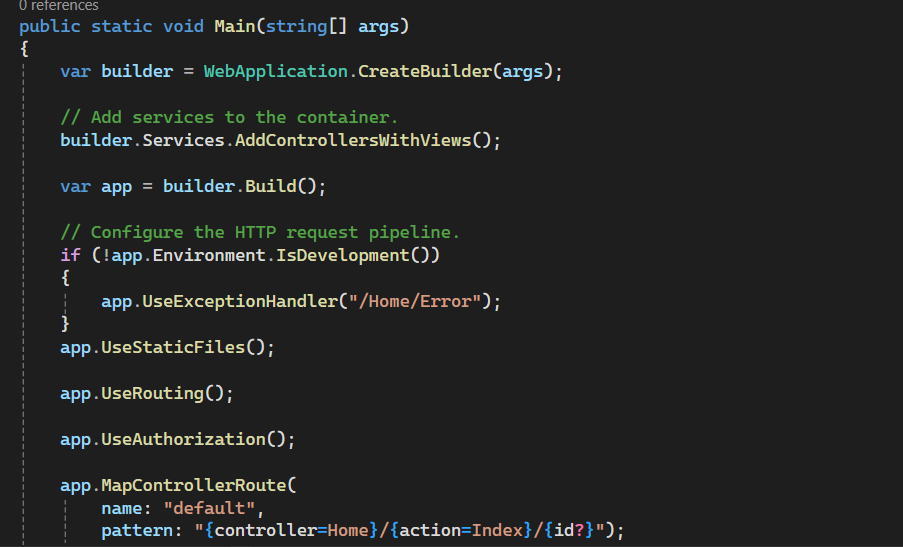 0 references
public static void Main(string[] args)
{
var builder = WebApplication.CreateBuilder(args);
// Add services to the container.
builder.Services.AddControllersWithViews();
var app = builder.Build();
// Configure the HTTP request pipeline.
if (!app.Environment.IsDevelopment())
{
app.UseExceptionHandler("/Home/Error");
}
app.UseStaticFiles();
app.UseRouting();
app.UseAuthorization();
app.MapControllerRoute(
name: "default",
pattern: "{controller=Home}/{action=Index}/{id?}");